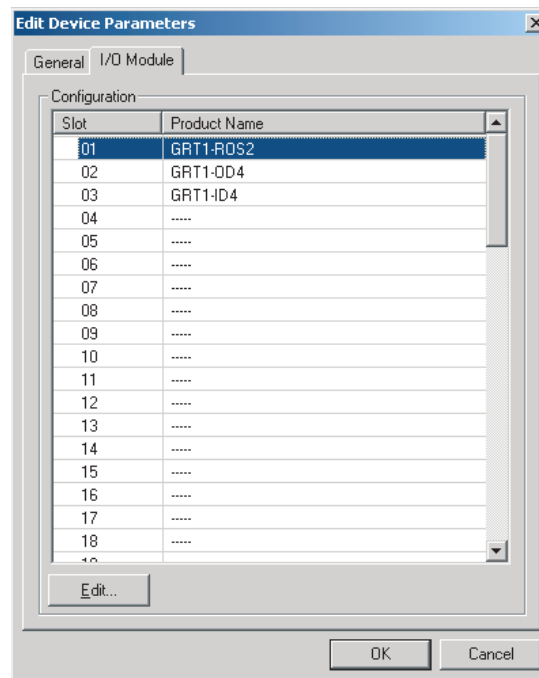 Edit Device Parameters
General I/O Module
Configuration
Slot Product Name
01 GRT1-ROS2
02 GRT1-OD4
03 GRT1-ID4
04 -----
05 -----
06 -----
07 -----
08 -----
09 -----
10 -----
11 -----
12 -----
13 -----
14 -----
15 -----
16 -----
17 -----
18 -----
Edit...
OK Cancel